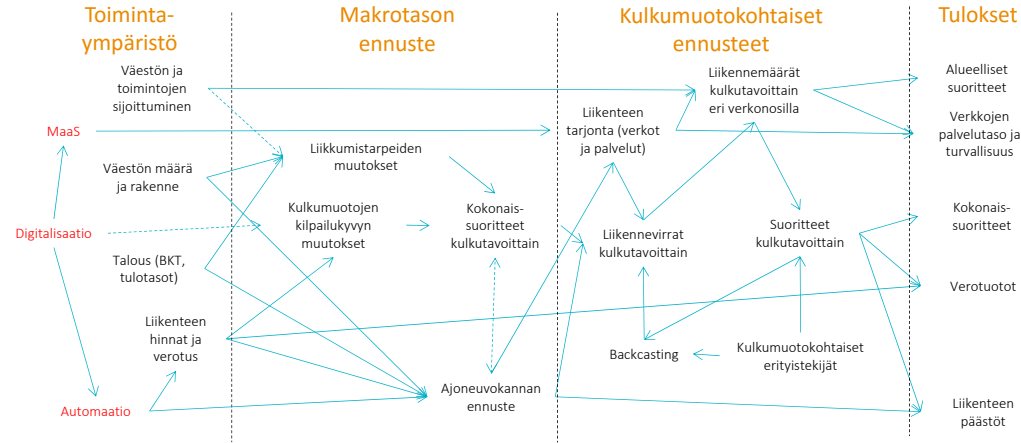 Toiminta-
ympäristö
Makrotason
ennuste
Kulkumuotokohtaiset
ennusteet
Tulokset
Väestön ja
toimintojen
sijoittuminen
MaaS
Väestön määrä
ja rakenne
Digitalisaatio
Talous (BKT,
tulotasot)
Liikenteen
hinnat ja
verotus
Automaatio
Liikkumistarpeiden
muutokset
Kulkumuotojen
kilpailukyvyn
muutokset
Kokonais-
suoritteet
kulkutavoittain
Ajoneuvokannan
ennuste
Liikennemäärät
kulkutavoittain
eri verkonosilla
Liikenteen
tarjonta (verkot
ja palvelut)
Liikennevirrat
kulkutavoittain
Suoritteet
kulkutavoittain
Backcasting
Kulkumuotokohtaiset
erityistekijät
Alueelliset
suoritteet
Verkkojen
palvelutaso ja
turvallisuus
Kokonais-
suoritteet
Verotuotot
Liikenteen
päästöt